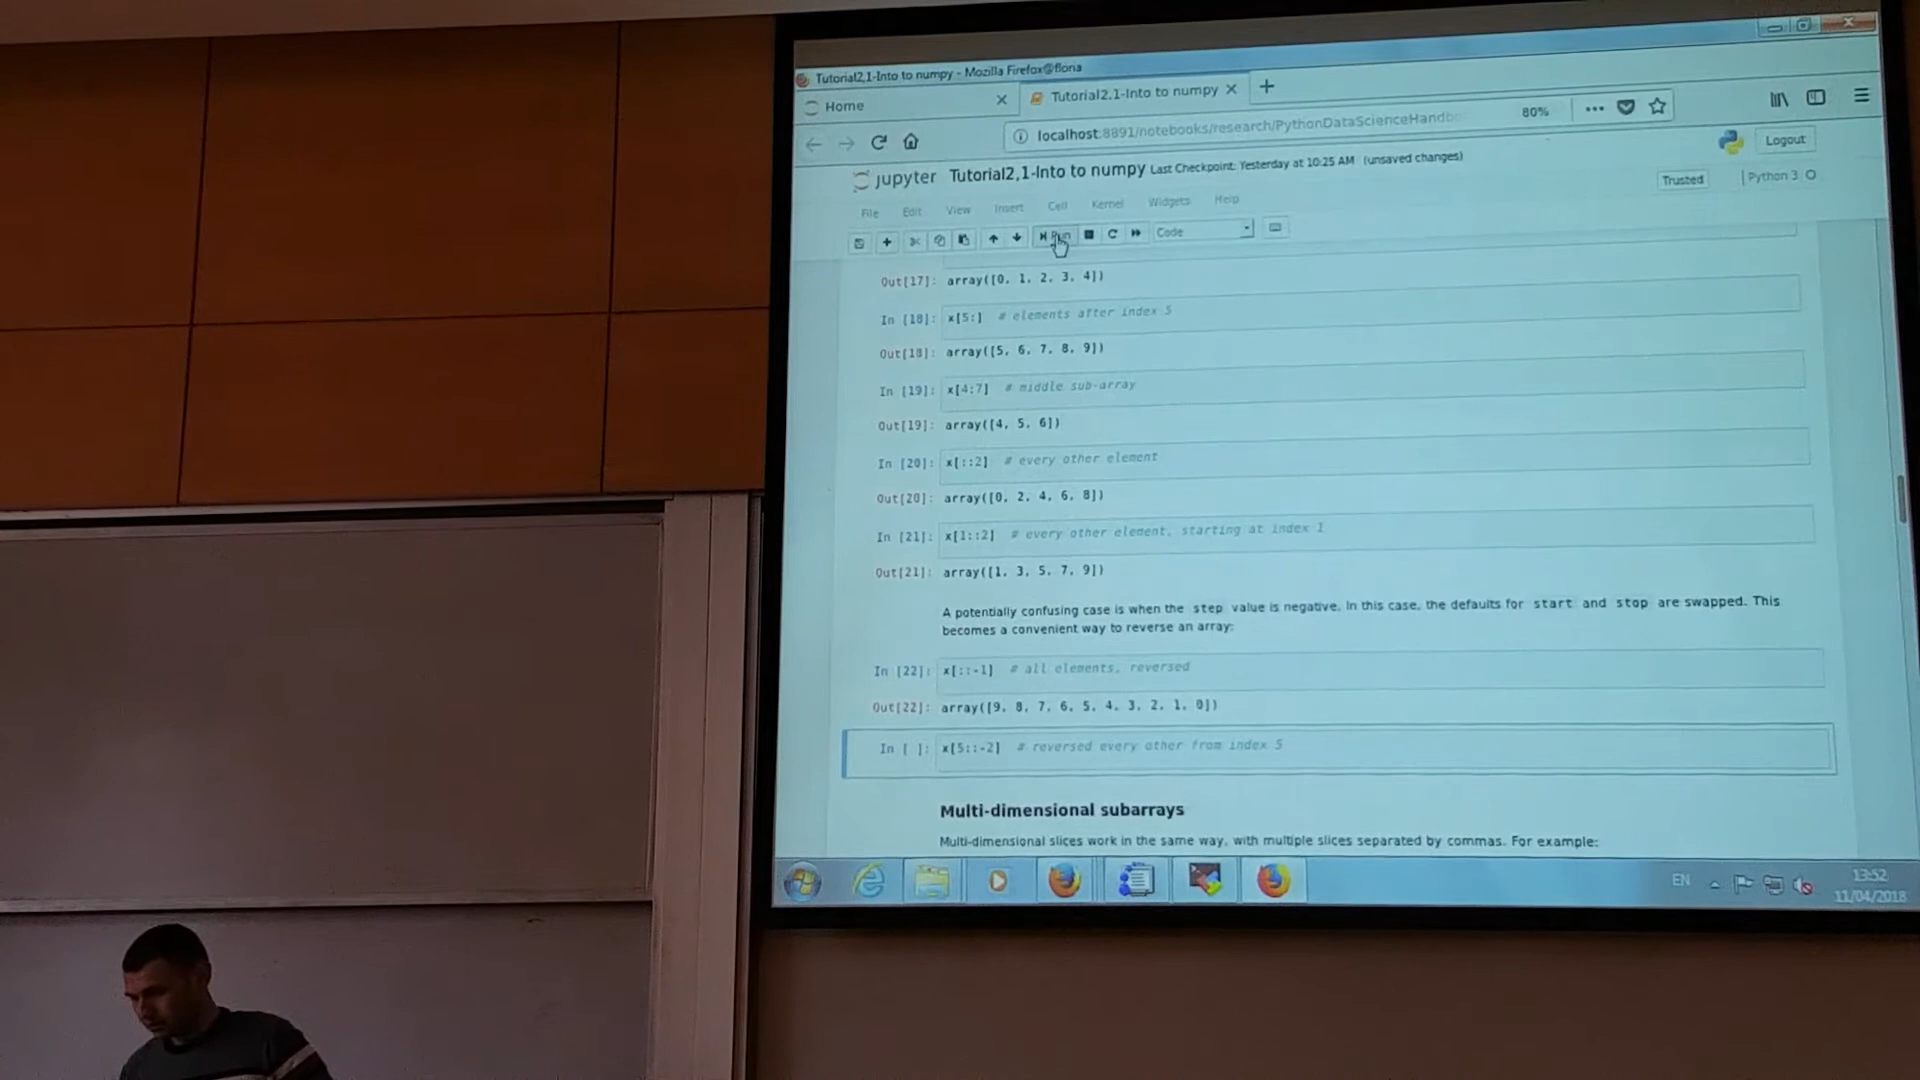 Tutorial2,1-Into to numpy - Mozilla Firefox@floria
Home
Tutorial2,1-Into to numpy
localhost:8891/notebooks/research/PythonDataScienceHandbo
80%
jupyter Tutorial2,1-Into to numpy Last Checkpoint: Yesterday at 10:25 AM (unsaved changes)
Logout
File Edit View Insert Cell Kernel Widgets Help
Trusted
Python 3
Run
Code
Out[17]: array([0, 1, 2, 3, 4])
In [18]: x[5:] # elements after index 5
Out[18]: array([5, 6, 7, 8, 9])
In [19]: x[4:7] # middle sub-array
Out[19]: array([4, 5, 6])
In [20]: x[::2] # every other element
Out[20]: array([0, 2, 4, 6, 8])
In [21]: x[1::2] # every other element, starting at index 1
Out[21]: array([1, 3, 5, 7, 9])
A potentially confusing case is when the step value is negative. In this case, the defaults for start and stop are swapped. This
becomes a convenient way to reverse an array:
In [22]: x[::-1] # all elements, reversed
Out[22]: array([9, 8, 7, 6, 5, 4, 3, 2, 1, 0])
In [ ]: x[5::-2] # reversed every other from index 5
Multi-dimensional subarrays
Multi-dimensional slices work in the same way, with multiple slices separated by commas. For example:
EN
13:52
11/04/2018